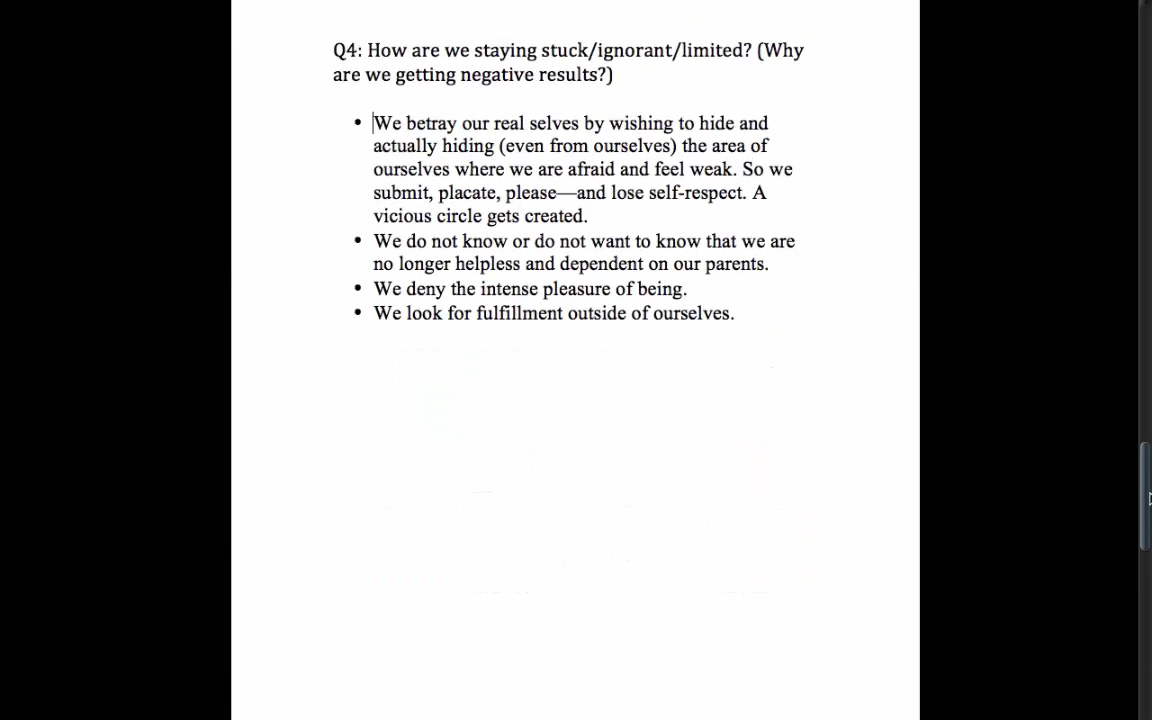 Q4: How are we staying stuck/ignorant/limited? (Why
are we getting negative results?)
• We betray our real selves by wishing to hide and
actually hiding (even from ourselves) the area of
ourselves where we are afraid and feel weak. So we
submit, placate, please—and lose self-respect. A
vicious circle gets created.
• We do not know or do not want to know that we are
no longer helpless and dependent on our parents.
• We deny the intense pleasure of being.
• We look for fulfillment outside of ourselves.